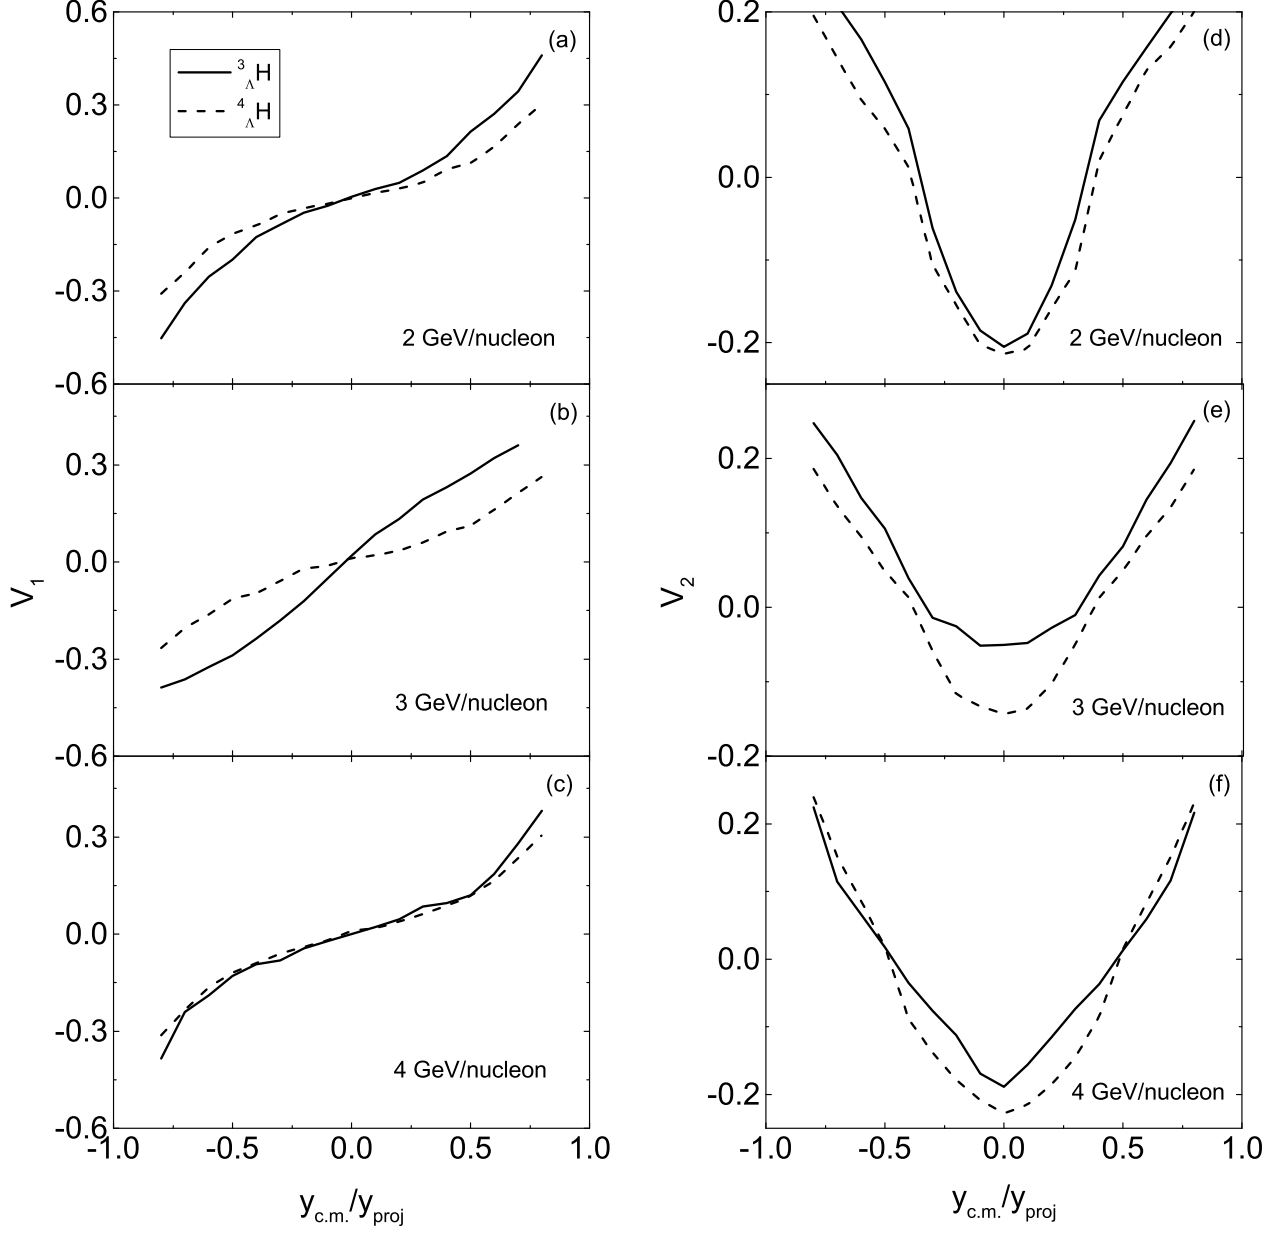 0.6
0.3
0.0
-0.3
-0.6
(a)
³ΛH
⁴ΛH
2 GeV/nucleon
0.2
0.0
-0.2
(d)
2 GeV/nucleon
V₁
0.3
0.0
-0.3
-0.6
(b)
3 GeV/nucleon
V₂
0.2
0.0
-0.2
(e)
3 GeV/nucleon
0.3
0.0
-0.3
-0.6
(c)
4 GeV/nucleon
-1.0 -0.5 0.0 0.5 1.0
y c.m./y proj
0.2
0.0
-0.2
(f)
4 GeV/nucleon
-1.0 -0.5 0.0 0.5 1.0
y c.m./y proj